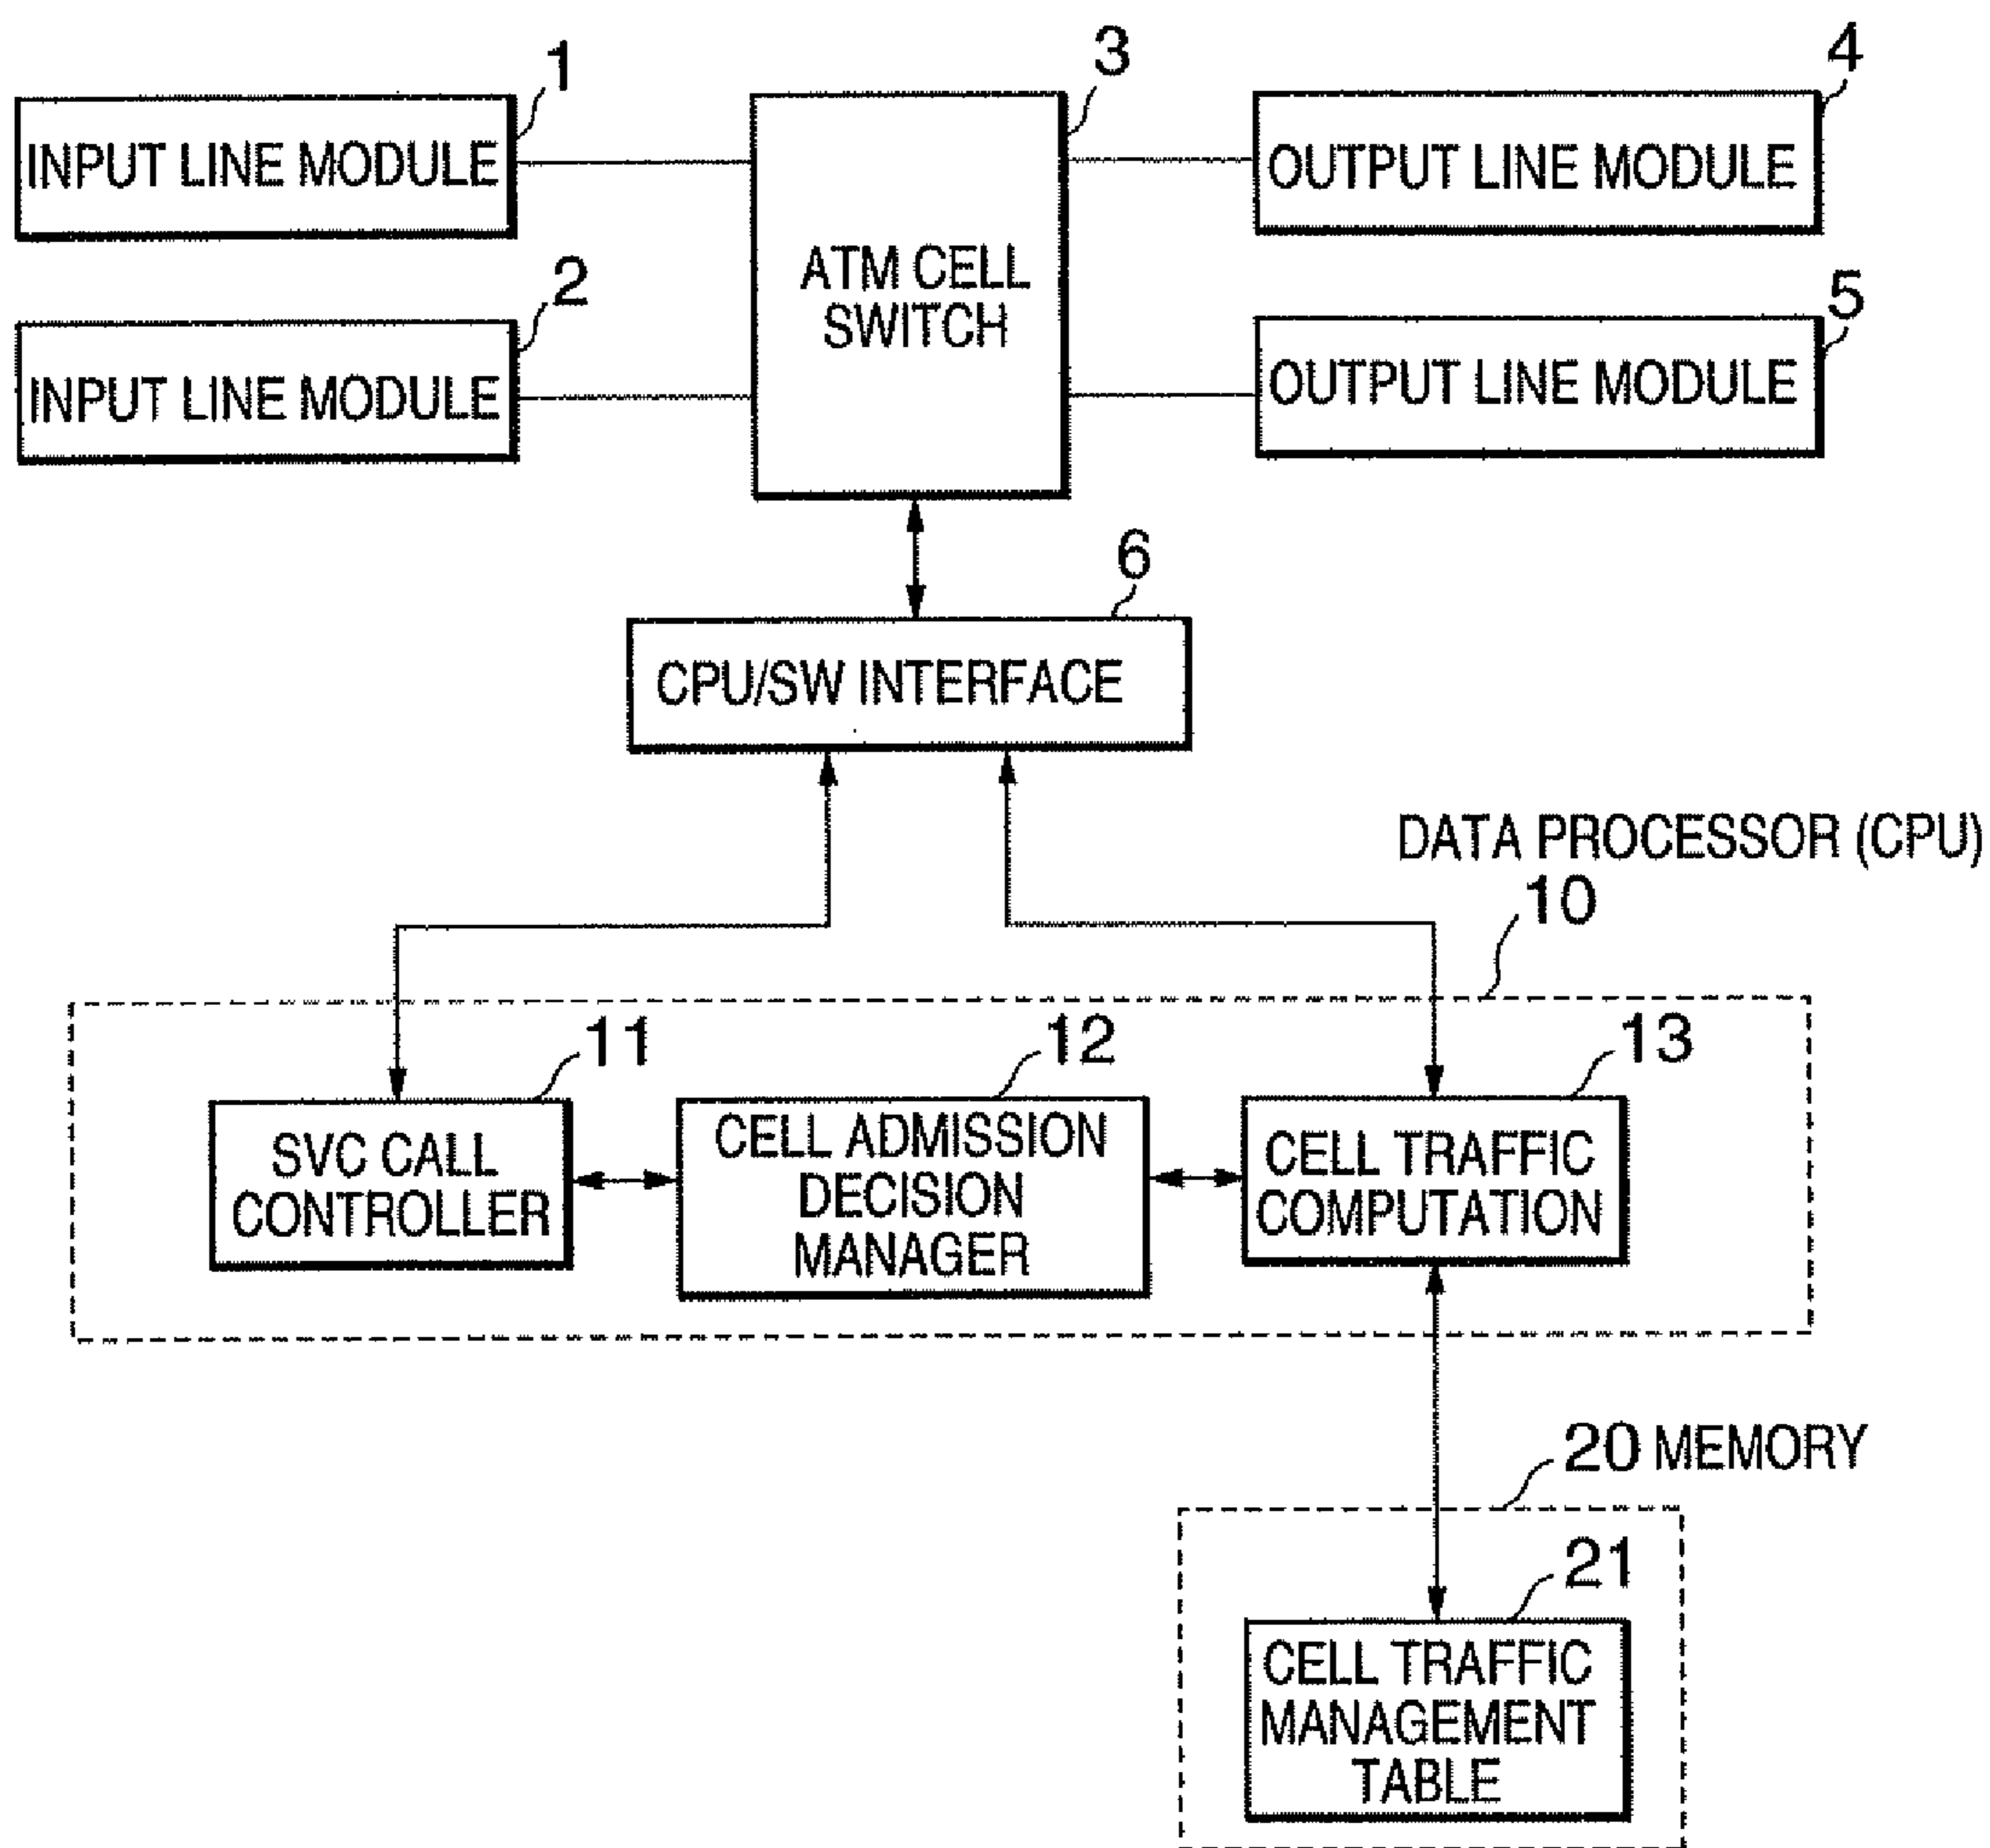 1
3
4
INPUT LINE MODULE
OUTPUT LINE MODULE
ATM CELL
SWITCH
2
5
INPUT LINE MODULE
OUTPUT LINE MODULE
6
CPU/SW INTERFACE
DATA PROCESSOR (CPU)
10
11
12
13
SVC CALL
CONTROLLER
CELL ADMISSION
DECISION
MANAGER
CELL TRAFFIC
COMPUTATION
20 MEMORY
21
CELL TRAFFIC
MANAGEMENT
TABLE